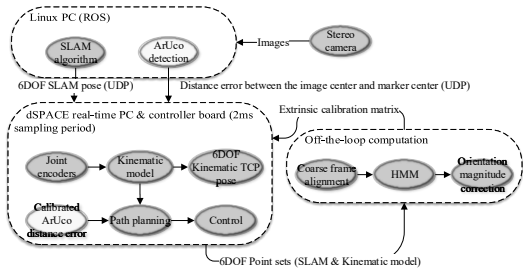 Linux PC (ROS)
SLAM
algorithm
ArUco
detection
Images
Stereo
camera
6DOF SLAM pose (UDP)
Distance error between the image center and marker center (UDP)
dSPACE real-time PC & controller board (2ms
sampling period)
Extrinsic calibration matrix
Off-the-loop computation
Joint
encoders
Kinematic
model
6DOF
Kinematic TCP
pose
Coarse frame
alignment
HMM
Orientation
magnitude
correction
Calibrated
ArUco
distance error
Path planning
Control
6DOF Point sets (SLAM & Kinematic model)